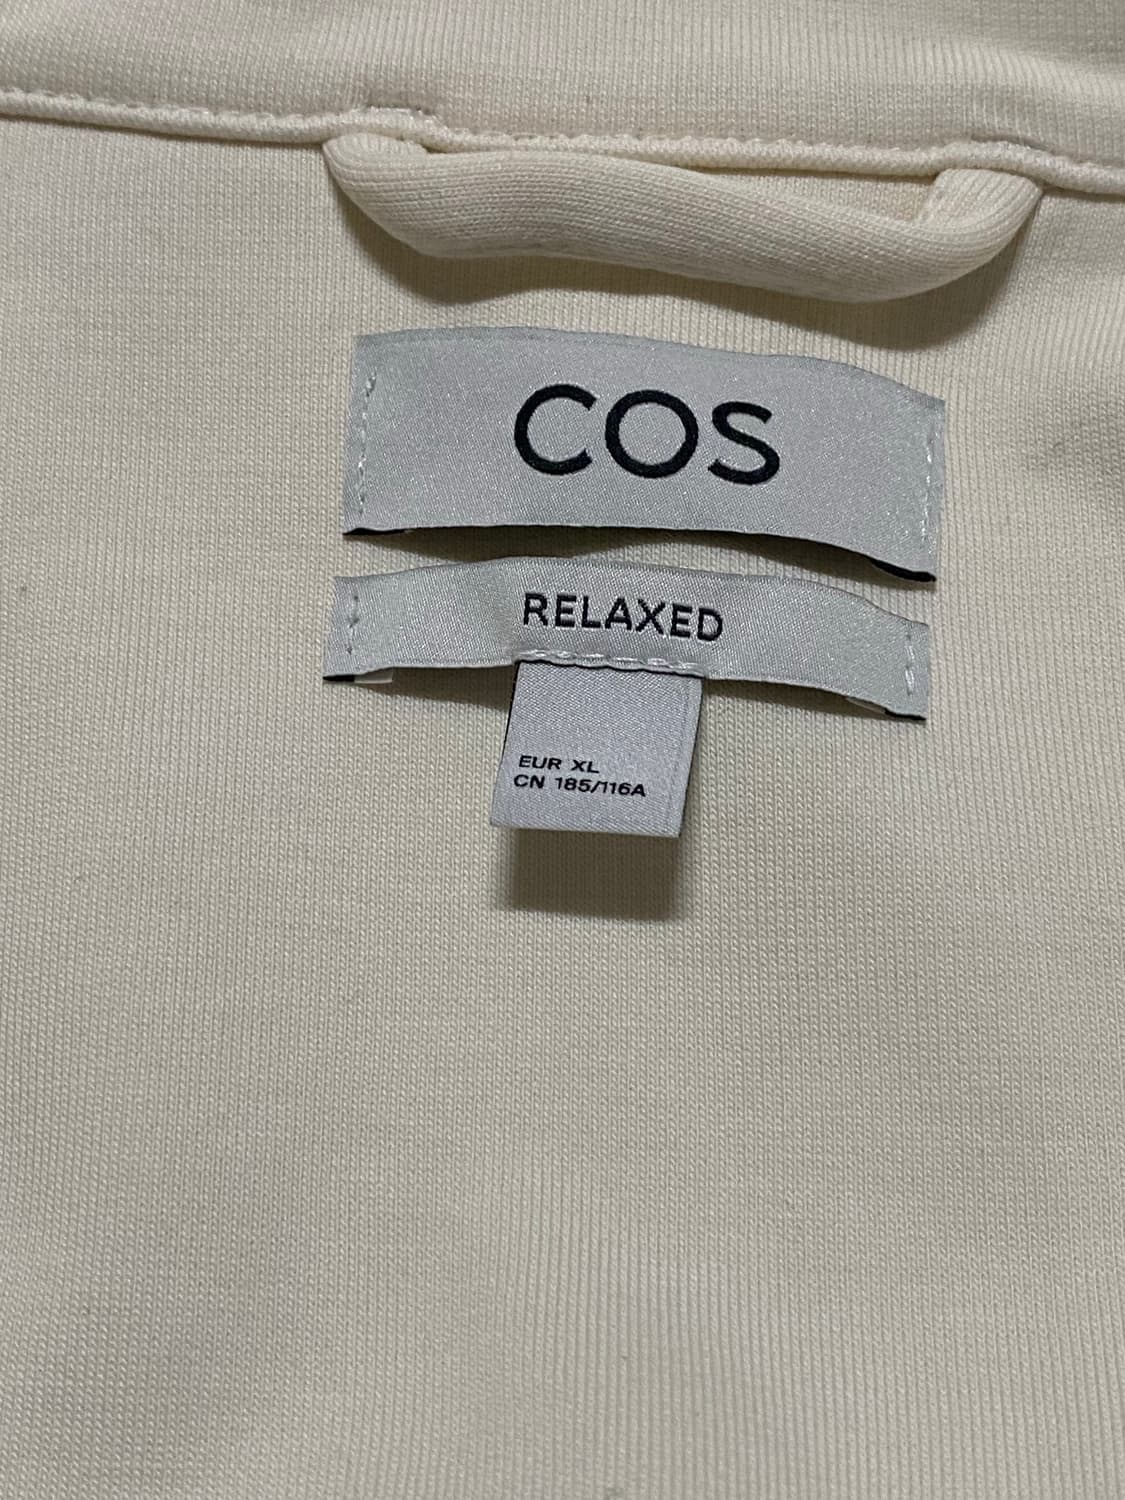 COS
RELAXED
EUR XL
CN 185/116A